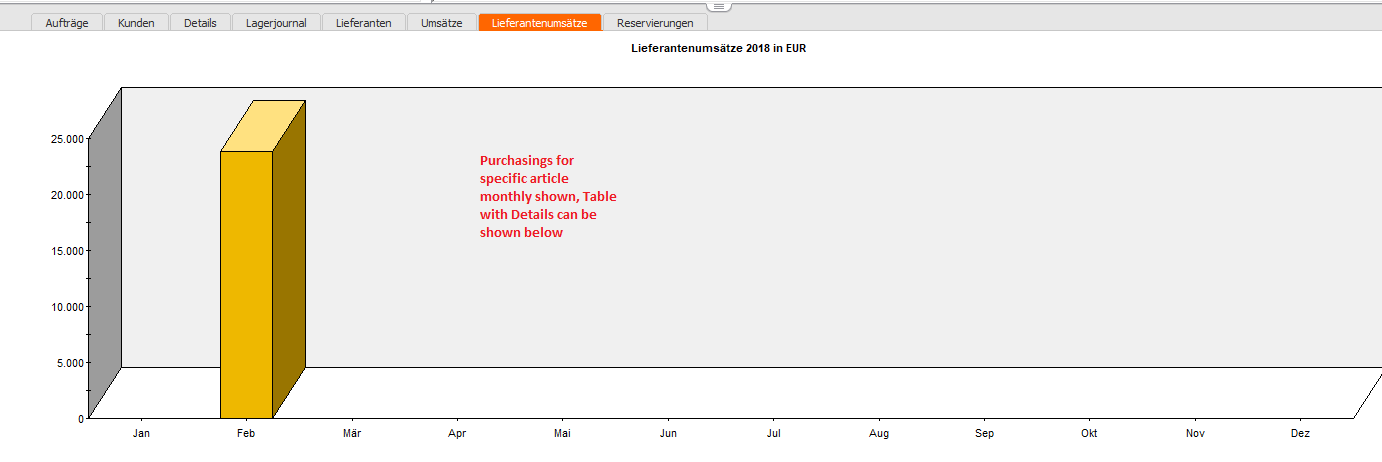 Aufträge Kunden Details Lagerjournal Lieferanten Umsätze Lieferantenumsätze Reservierungen
Lieferantenumsätze 2018 in EUR
25.000
20.000
15.000
10.000
5.000
0
Purchasings for
specific article
monthly shown, Table
with Details can be
shown below
Jan Feb Mär Apr Mai Jun Jul Aug Sep Okt Nov Dez